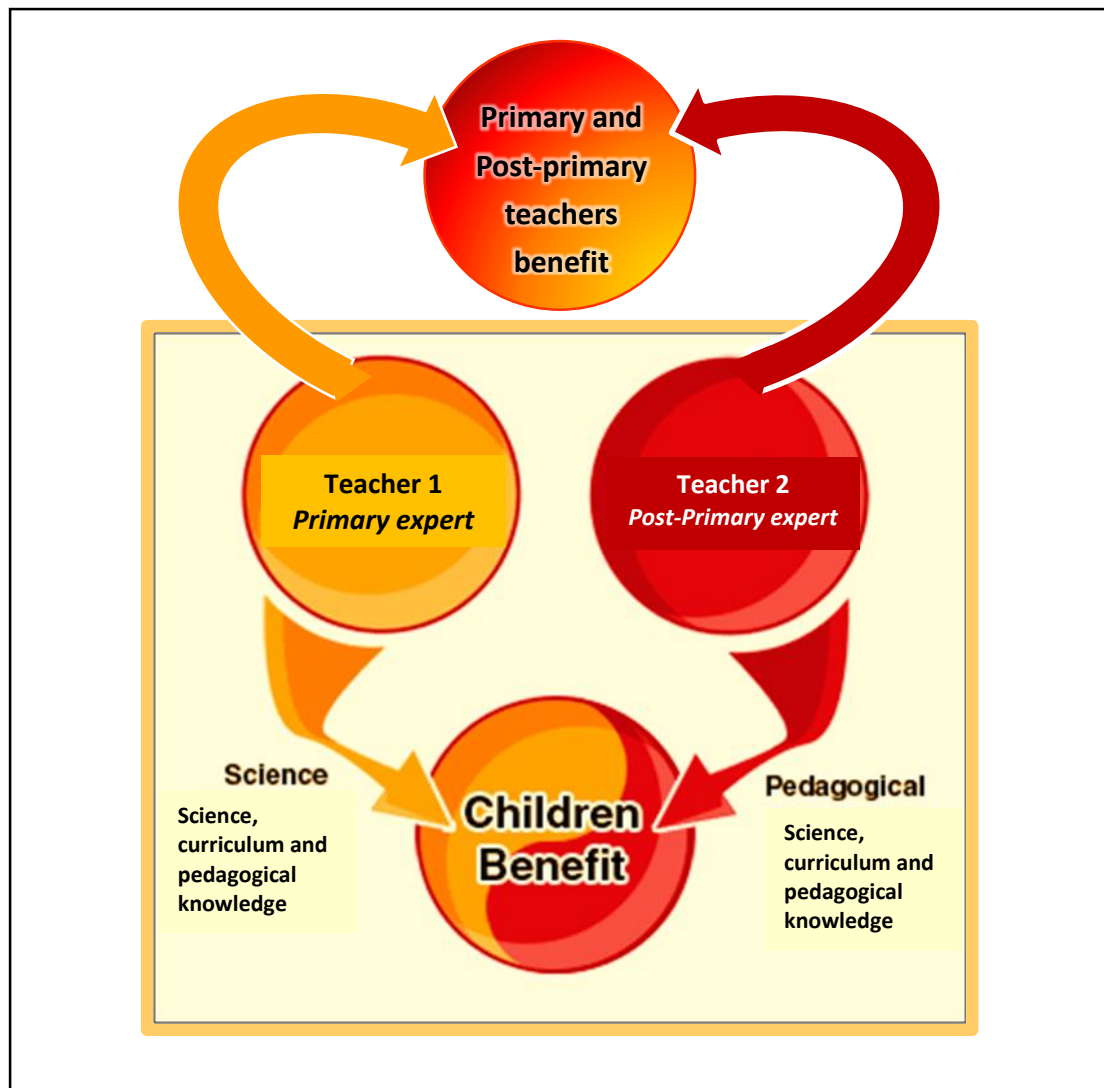 Primary and
Post-primary
teachers
benefit
Teacher 1
Primary expert
Teacher 2
Post-Primary expert
Science
Science,
curriculum and
pedagogical
knowledge
Children
Benefit
Pedagogical
Science,
curriculum and
pedagogical
knowledge